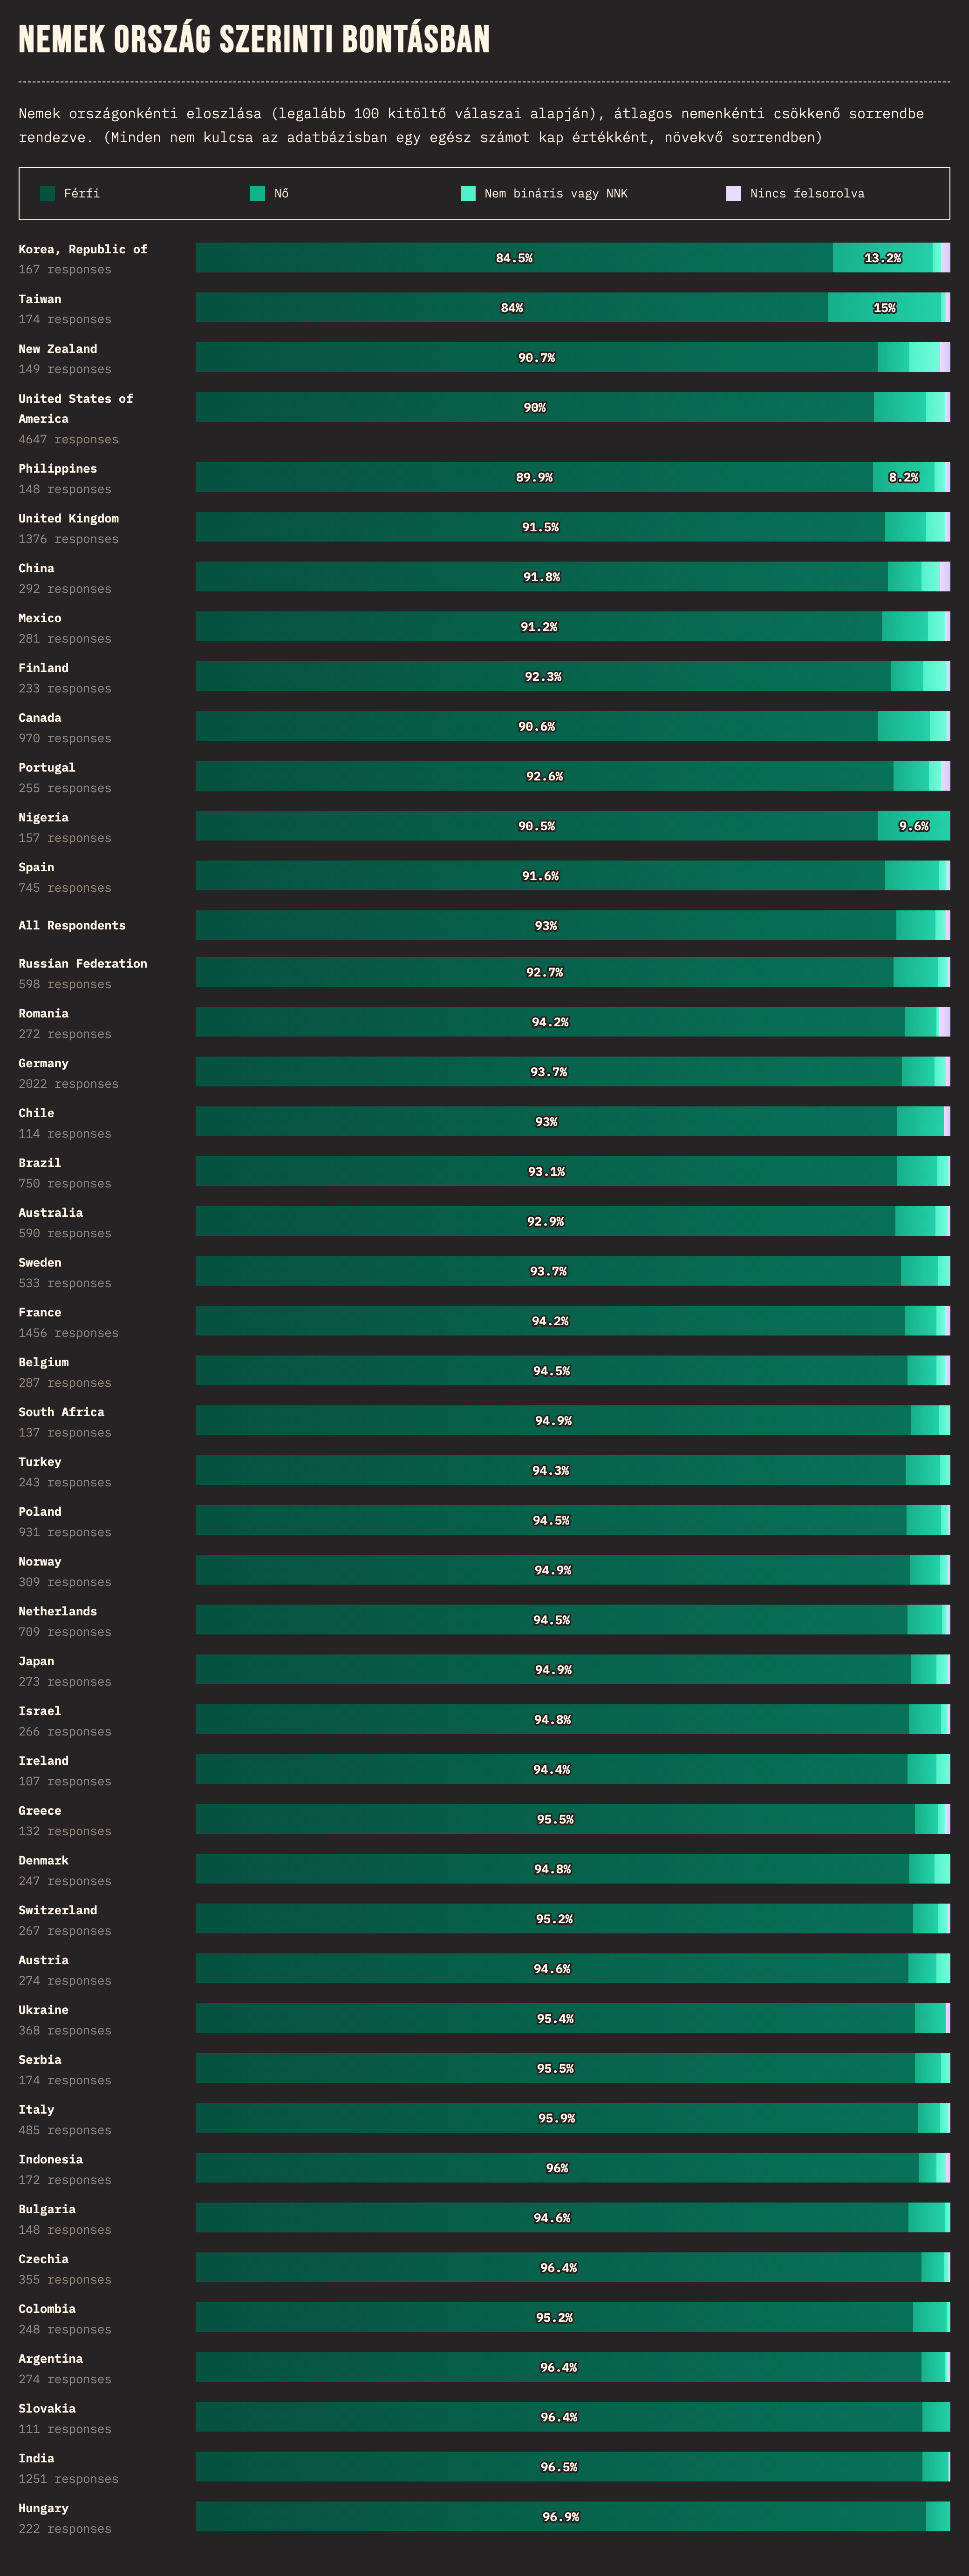 NEMEK ORSZÁG SZERINTI BONTÁSBAN
Nemek országonkénti eloszlása (legalább 100 kitöltő válaszai alapján), átlagos nemenkénti csökkenő sorrendbe
rendezve. (Minden nem kulcsa az adatbázisban egy egész számot kap értékként, növekvő sorrendben)
Férfi
Nő
Nem bináris vagy NNK
Nincs felsorolva
Korea, Republic of
167 responses
84.5%
13.2%
Taiwan
174 responses
84%
15%
New Zealand
149 responses
90.7%
United States of
America
4647 responses
90%
Philippines
148 responses
89.9%
8.2%
United Kingdom
1376 responses
91.5%
China
292 responses
91.8%
Mexico
281 responses
91.2%
Finland
233 responses
92.3%
Canada
970 responses
90.6%
Portugal
255 responses
92.6%
Nigeria
157 responses
90.5%
9.6%
Spain
745 responses
91.6%
All Respondents
93%
Russian Federation
598 responses
92.7%
Romania
272 responses
94.2%
Germany
2022 responses
93.7%
Chile
114 responses
93%
Brazil
750 responses
93.1%
Australia
590 responses
92.9%
Sweden
533 responses
93.7%
France
1456 responses
94.2%
Belgium
287 responses
94.5%
South Africa
137 responses
94.9%
Turkey
243 responses
94.3%
Poland
931 responses
94.5%
Norway
309 responses
94.9%
Netherlands
709 responses
94.5%
Japan
273 responses
94.9%
Israel
266 responses
94.8%
Ireland
107 responses
94.4%
Greece
132 responses
95.5%
Denmark
247 responses
94.8%
Switzerland
267 responses
95.2%
Austria
274 responses
94.6%
Ukraine
368 responses
95.4%
Serbia
174 responses
95.5%
Italy
485 responses
95.9%
Indonesia
172 responses
96%
Bulgaria
148 responses
94.6%
Czechia
355 responses
96.4%
Colombia
248 responses
95.2%
Argentina
274 responses
96.4%
Slovakia
111 responses
96.4%
India
1251 responses
96.5%
Hungary
222 responses
96.9%